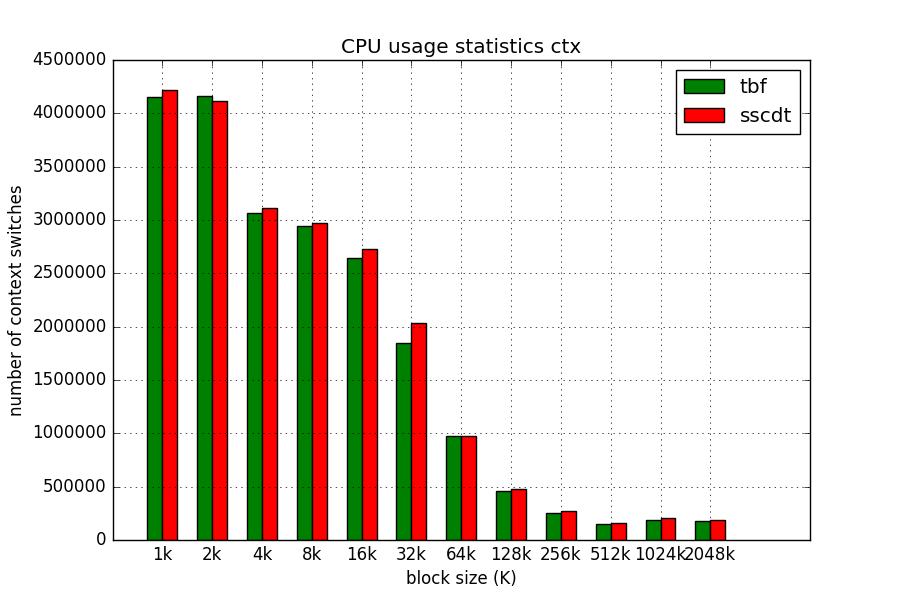 CPU usage statistics ctx
tbf
sscdt
4500000
4000000
3500000
3000000
2500000
2000000
1500000
1000000
500000
0
number of context switches
1k 2k 4k 8k 16k 32k 64k 128k 256k 512k 1024k 2048k
block size (K)